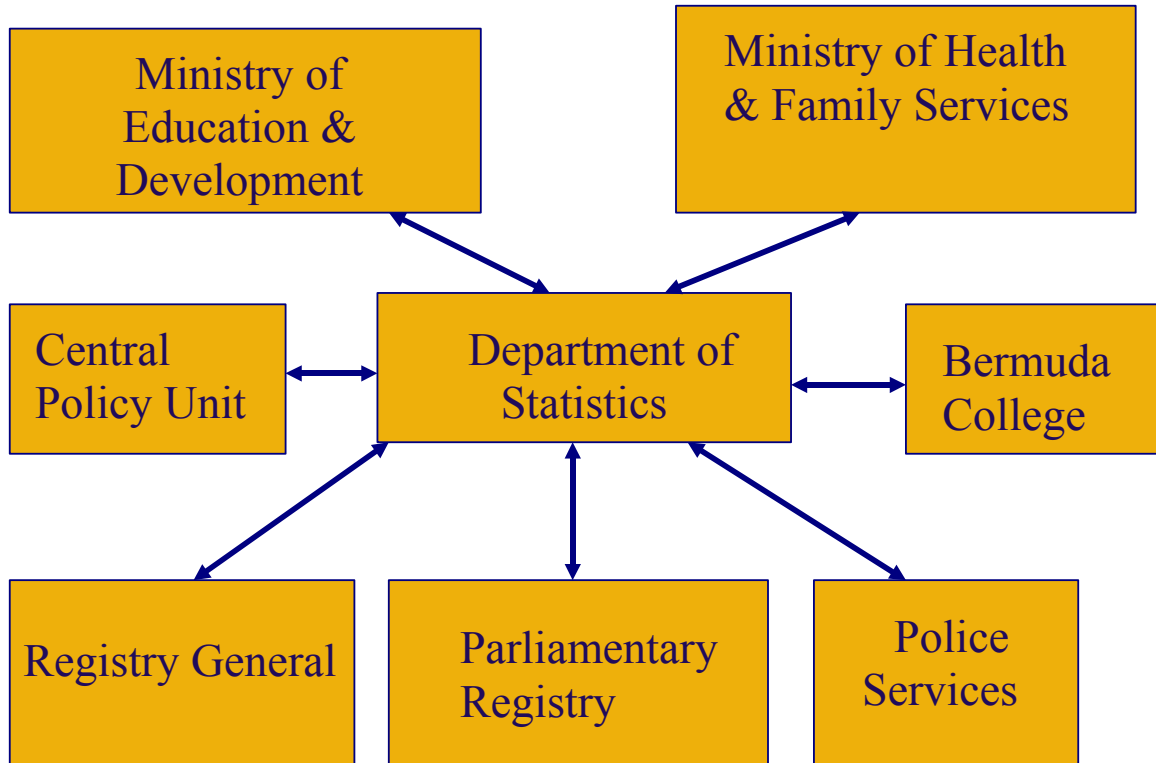 Ministry of
Education &
Development
Ministry of Health
& Family Services
Central
Policy Unit
Department of
Statistics
Bermuda
College
Registry General
Parliamentary
Registry
Police
Services